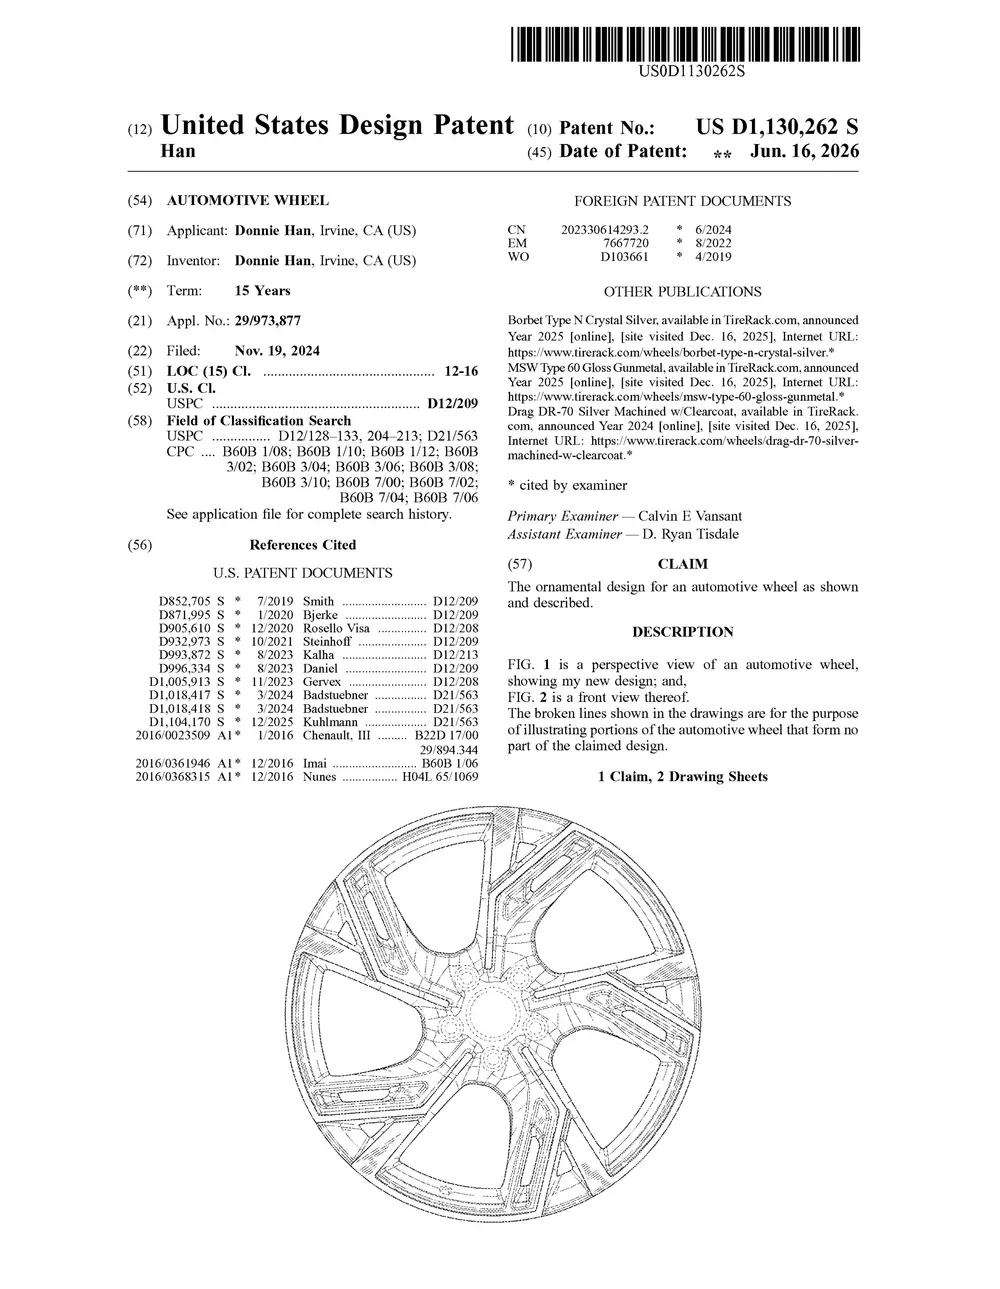 US0D1130262S
(12) United States Design Patent
Han
(10) Patent No.: US D1,130,262 S
(45) Date of Patent: ** Jun. 16, 2026
(54) AUTOMOTIVE WHEEL
(71) Applicant: Donnie Han, Irvine, CA (US)
(72) Inventor: Donnie Han, Irvine, CA (US)
(**) Term: 15 Years
(21) Appl. No.: 29/973,877
(22) Filed: Nov. 19, 2024
(51) LOC (15) Cl. .............................................. 12-16
(52) U.S. Cl.
USPC ........................................................ D12/209
(58) Field of Classification Search
USPC ................ D12/128–133, 204–213; D21/563
CPC .... B60B 1/08; B60B 1/10; B60B 1/12; B60B
3/02; B60B 3/04; B60B 3/06; B60B 3/08;
B60B 3/10; B60B 7/00; B60B 7/02;
B60B 7/04; B60B 7/06
See application file for complete search history.
(56) References Cited
U.S. PATENT DOCUMENTS
D852,705 S * 7/2019 Smith .......................... D12/209
D871,995 S * 1/2020 Bjerke ......................... D12/209
D905,610 S * 12/2020 Rosello Visa ............... D12/208
D932,973 S * 10/2021 Steinhoff ..................... D12/209
D993,872 S * 8/2023 Kalha .......................... D12/213
D996,334 S * 8/2023 Daniel ......................... D12/209
D1,005,913 S * 11/2023 Gervex ........................ D12/208
D1,018,417 S * 3/2024 Badstuebner ................ D21/563
D1,018,418 S * 3/2024 Badstuebner ................ D21/563
D1,104,170 S * 12/2025 Kuhlmann ................... D21/563
2016/0023509 A1* 1/2016 Chenault, III ......... B22D 17/00
29/894.344
2016/0361946 A1* 12/2016 Imai .......................... B60B 1/06
2016/0368315 A1* 12/2016 Nunes ................. H04L 65/1069
FOREIGN PATENT DOCUMENTS
CN 202330614293.2 * 6/2024
EM 7667720 * 8/2022
WO D103661 * 4/2019
OTHER PUBLICATIONS
Borbet Type N Crystal Silver, available in TireRack.com, announced
Year 2025 [online], [site visited Dec. 16, 2025], Internet URL:
https://www.tirerack.com/wheels/borbet-type-n-crystal-silver.*
MSW Type 60 Gloss Gunmetal, available in TireRack.com, announced
Year 2025 [online], [site visited Dec. 16, 2025], Internet URL:
https://www.tirerack.com/wheels/msw-type-60-gloss-gunmetal.*
Drag DR-70 Silver Machined w/Clearcoat, available in TireRack.
com, announced Year 2024 [online], [site visited Dec. 16, 2025],
Internet URL: https://www.tirerack.com/wheels/drag-dr-70-silver-
machined-w-clearcoat.*
* cited by examiner
Primary Examiner — Calvin E Vansant
Assistant Examiner — D. Ryan Tisdale
(57) CLAIM
The ornamental design for an automotive wheel as shown
and described.
DESCRIPTION
FIG. 1 is a perspective view of an automotive wheel,
showing my new design; and,
FIG. 2 is a front view thereof.
The broken lines shown in the drawings are for the purpose
of illustrating portions of the automotive wheel that form no
part of the claimed design.
1 Claim, 2 Drawing Sheets